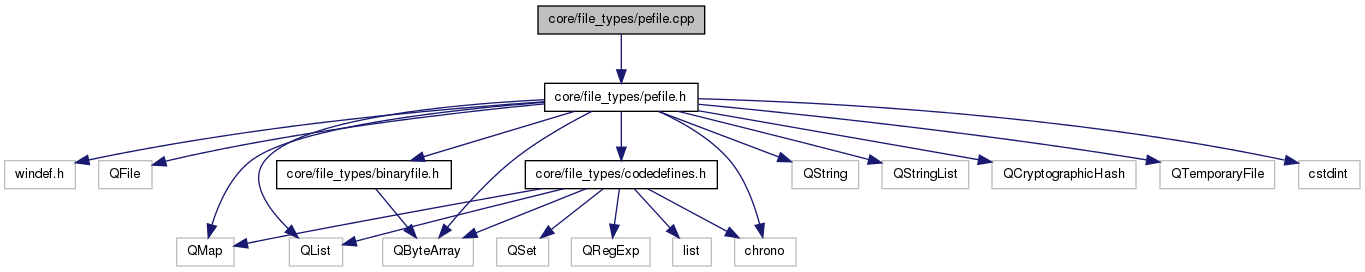 core/file_types/pefile.cpp
core/file_types/pefile.h
windef.h
QFile
core/file_types/binaryfile.h
core/file_types/codedefines.h
QString
QStringList
QCryptographicHash
QTemporaryFile
cstdint
QMap
QList
QByteArray
QSet
QRegExp
list
chrono